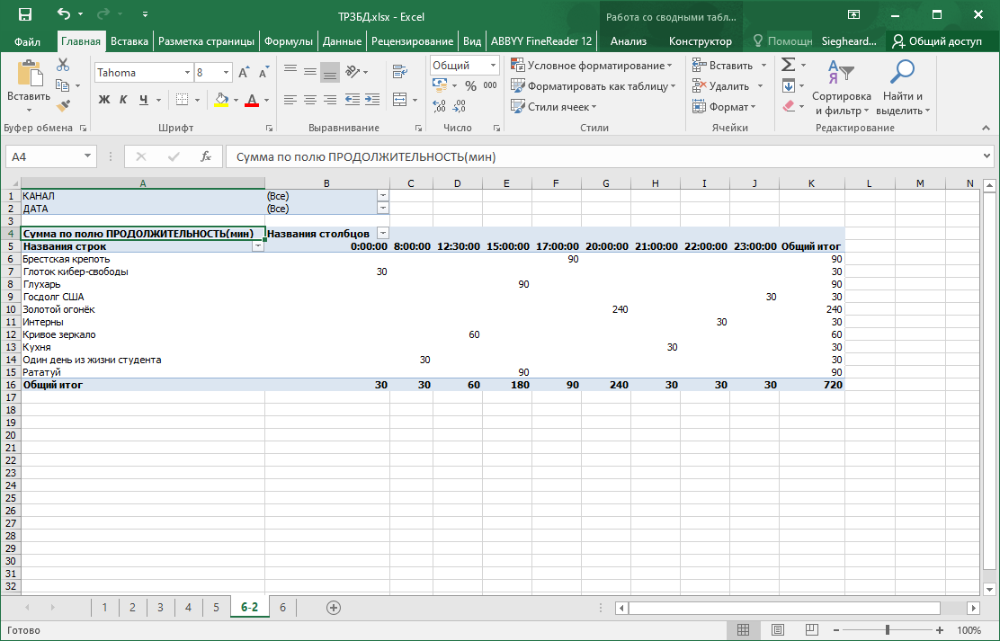 ТРЗБД.xlsx - Excel
Работа со сводными табл...
Файл Главная Вставка Разметка страницы Формулы Данные Рецензирование Вид ABBYY FineReader 12 Анализ Конструктор Помощн Siegheard... Общий доступ
Вставить
Буфер обмена
Tahoma 8
Ж К Ч А
Шрифт
Выравнивание
Общий
% 000
Число
Условное форматирование
Форматировать как таблицу
Стили ячеек
Стили
Вставить
Удалить
Формат
Ячейки
Сортировка и фильтр
Найти и выделить
Редактирование
A4 fx Сумма по полю ПРОДОЛЖИТЕЛЬНОСТЬ(мин)
A B C D E F G H I J K L M N
1 КАНАЛ (Все)
2 ДАТА (Все)
3
4 Сумма по полю ПРОДОЛЖИТЕЛЬНОСТЬ(мин) Названия столбцов
5 Названия строк 0:00:00 8:00:00 12:30:00 15:00:00 17:00:00 20:00:00 21:00:00 22:00:00 23:00:00 Общий итог
6 Брестская крепоть 90 90
7 Глоток кибер-свободы 30 30
8 Глухарь 90 90
9 Госдолг США 30 30
10 Золотой огонёк 240 240
11 Интерны 30 30
12 Кривое зеркало 60 60
13 Кухня 30 30
14 Один день из жизни студента 30 30
15 Рататуй 90 90
16 Общий итог 30 30 60 180 90 240 30 30 30 720
17
18
19
20
21
22
23
24
25
26
27
28
29
30
31
32
1 2 3 4 5 6-2 6
Готово 100%